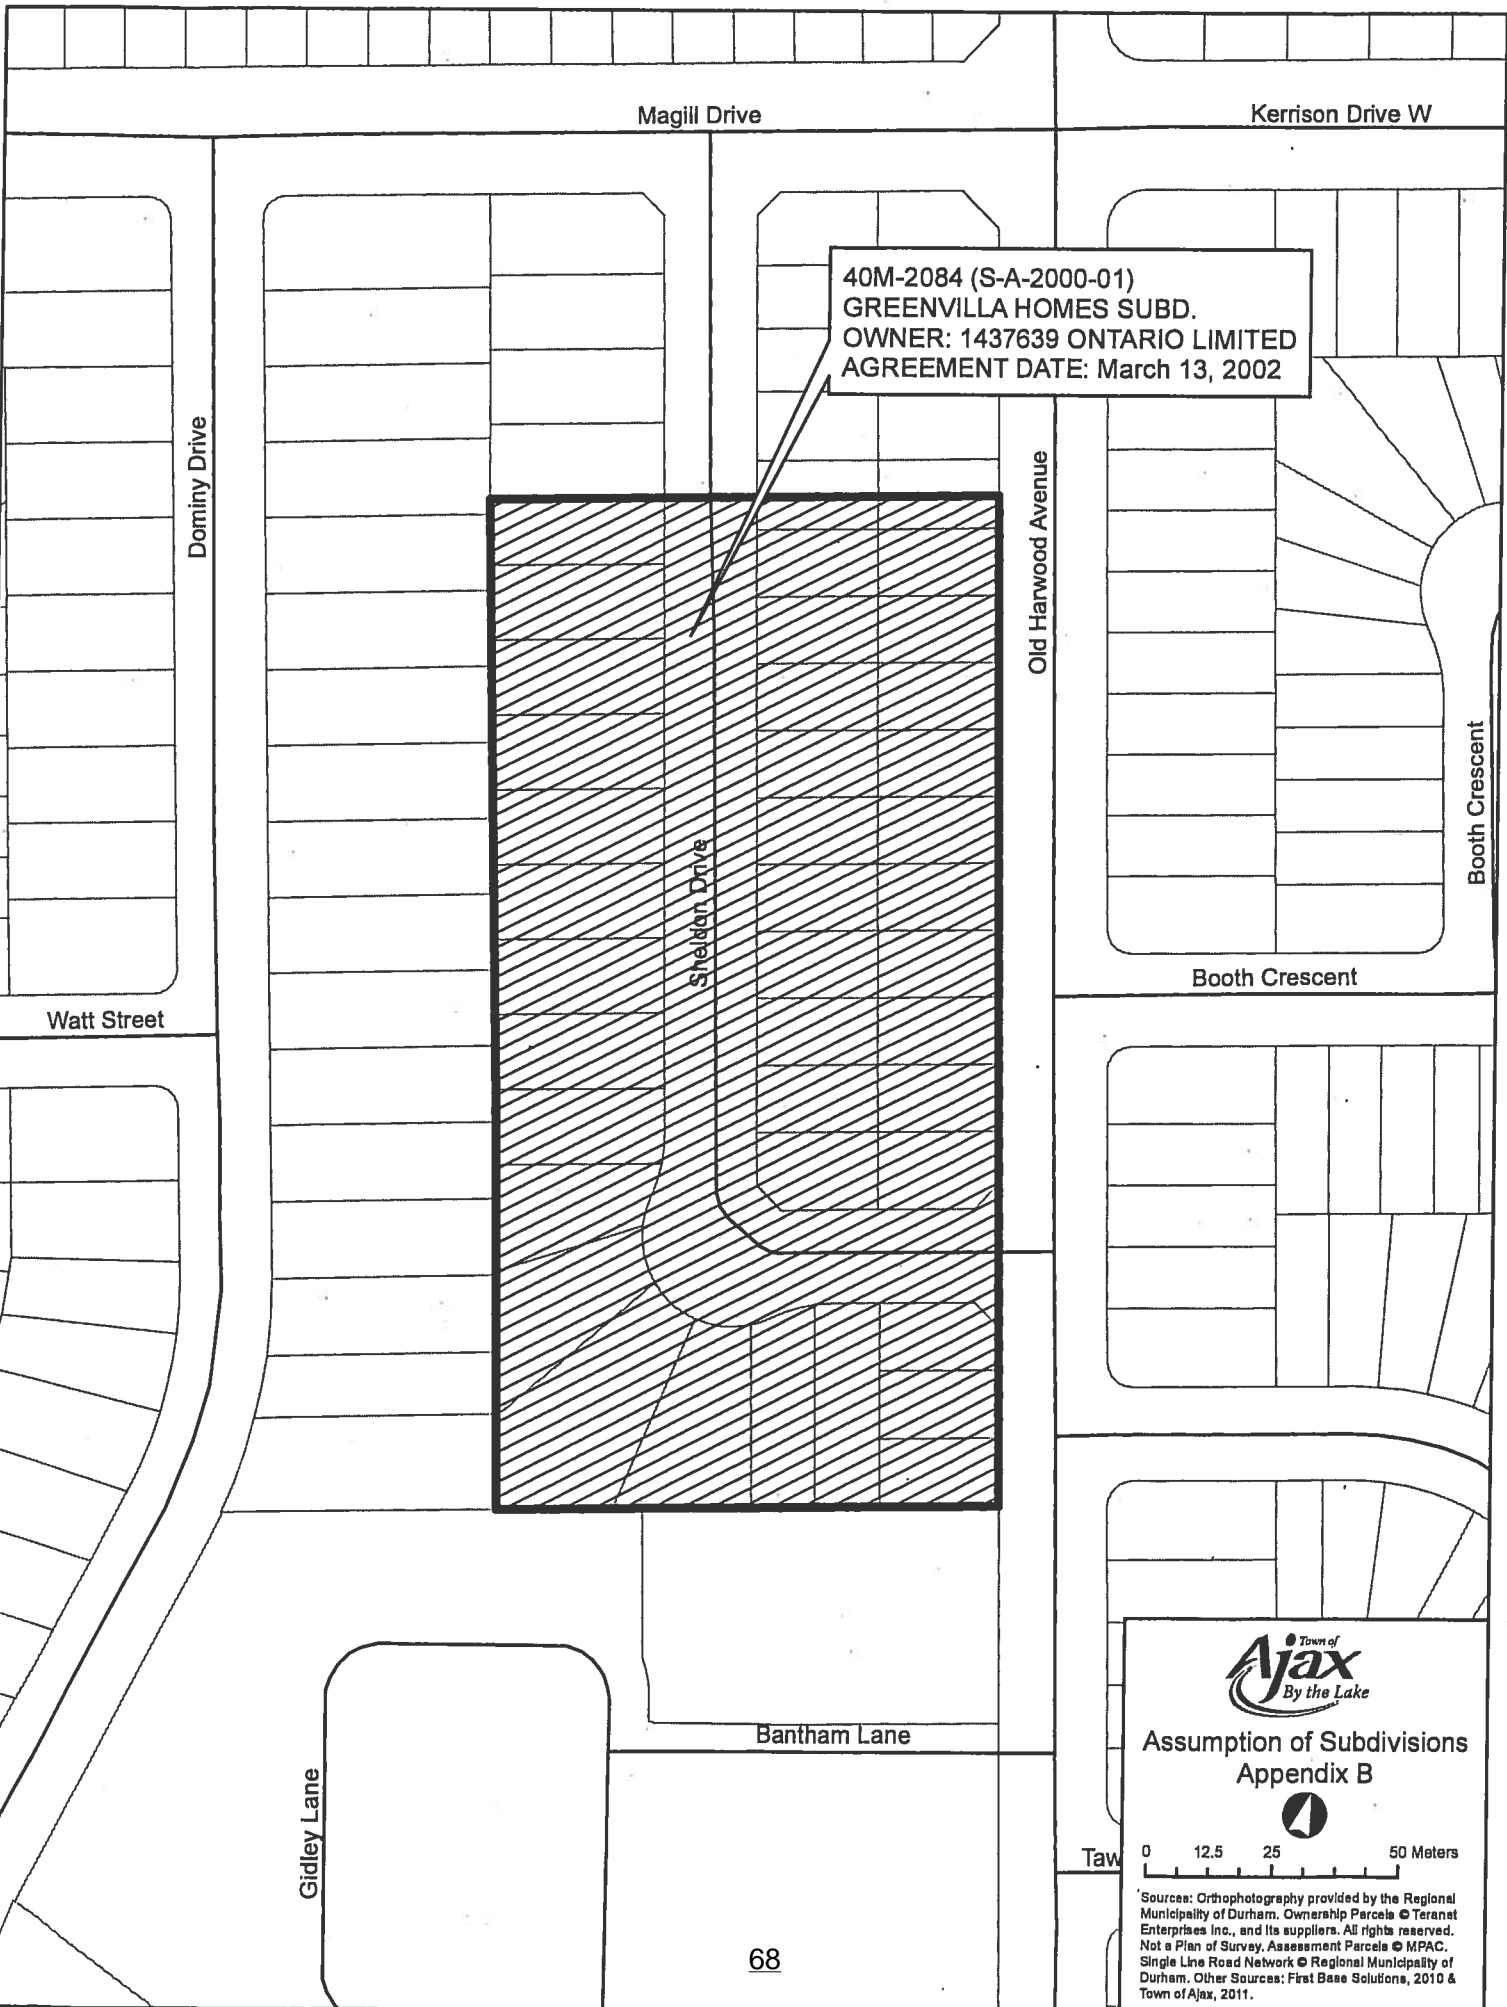 Magill Drive
Kerrison Drive W
40M-2084 (S-A-2000-01)
GREENVILLA HOMES SUBD.
OWNER: 1437639 ONTARIO LIMITED
AGREEMENT DATE: March 13, 2002
Dominy Drive
Old Harwood Avenue
Booth Crescent
Sheldon Drive
Booth Crescent
Watt Street
Bantham Lane
Gidley Lane
Taw
Town of
Ajax
By the Lake
Assumption of Subdivisions
Appendix B
0 12.5 25 50 Meters
Sources: Orthophotography provided by the Regional
Municipality of Durham. Ownership Parcels © Teranet
Enterprises Inc., and its suppliers. All rights reserved.
Not a Plan of Survey. Assessment Parcels © MPAC.
Single Line Road Network © Regional Municipality of
Durham. Other Sources: First Base Solutions, 2010 &
Town of Ajax, 2011.
68